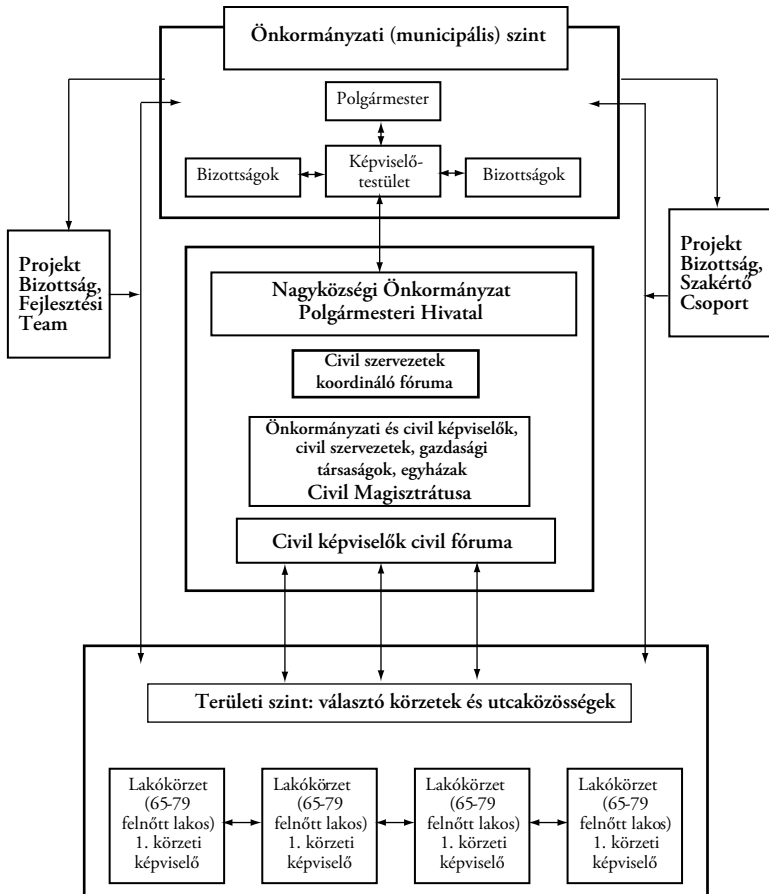 Önkormányzati (municipális) szint
Polgármester
Bizottságok
Képviselő-
testület
Bizottságok
Projekt
Bizottság,
Fejlesztési
Team
Projekt
Bizottság,
Szakértő
Csoport
Nagyközségi Önkormányzat
Polgármesteri Hivatal
Civil szervezetek
koordináló fóruma
Önkormányzati és civil képviselők,
civil szervezetek, gazdasági
társaságok, egyházak
Civil Magisztrátusa
Civil képviselők civil fóruma
Területi szint: választó körzetek és utcaközösségek
Lakókörzet
(65-79
felnőtt lakos)
1. körzeti
képviselő
Lakókörzet
(65-79
felnőtt lakos)
1. körzeti
képviselő
Lakókörzet
(65-79
felnőtt lakos)
1. körzeti
képviselő
Lakókörzet
(65-79
felnőtt lakos)
1. körzeti
képviselő